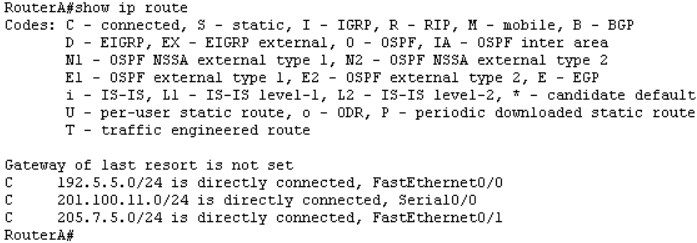 RouterA#show ip route
Codes: C - connected, S - static, I - IGRP, R - RIP, M - mobile, B - BGP
D - EIGRP, EX - EIGRP external, O - OSPF, IA - OSPF inter area
N1 - OSPF NSSA external type 1, N2 - OSPF NSSA external type 2
E1 - OSPF external type 1, E2 - OSPF external type 2, E - EGP
i - IS-IS, L1 - IS-IS level-1, L2 - IS-IS level-2, * - candidate default
U - per-user static route, o - ODR, P - periodic downloaded static route
T - traffic engineered route
Gateway of last resort is not set
C 192.5.5.0/24 is directly connected, FastEthernet0/0
C 201.100.11.0/24 is directly connected, Serial0/0
C 205.7.5.0/24 is directly connected, FastEthernet0/1
RouterA#